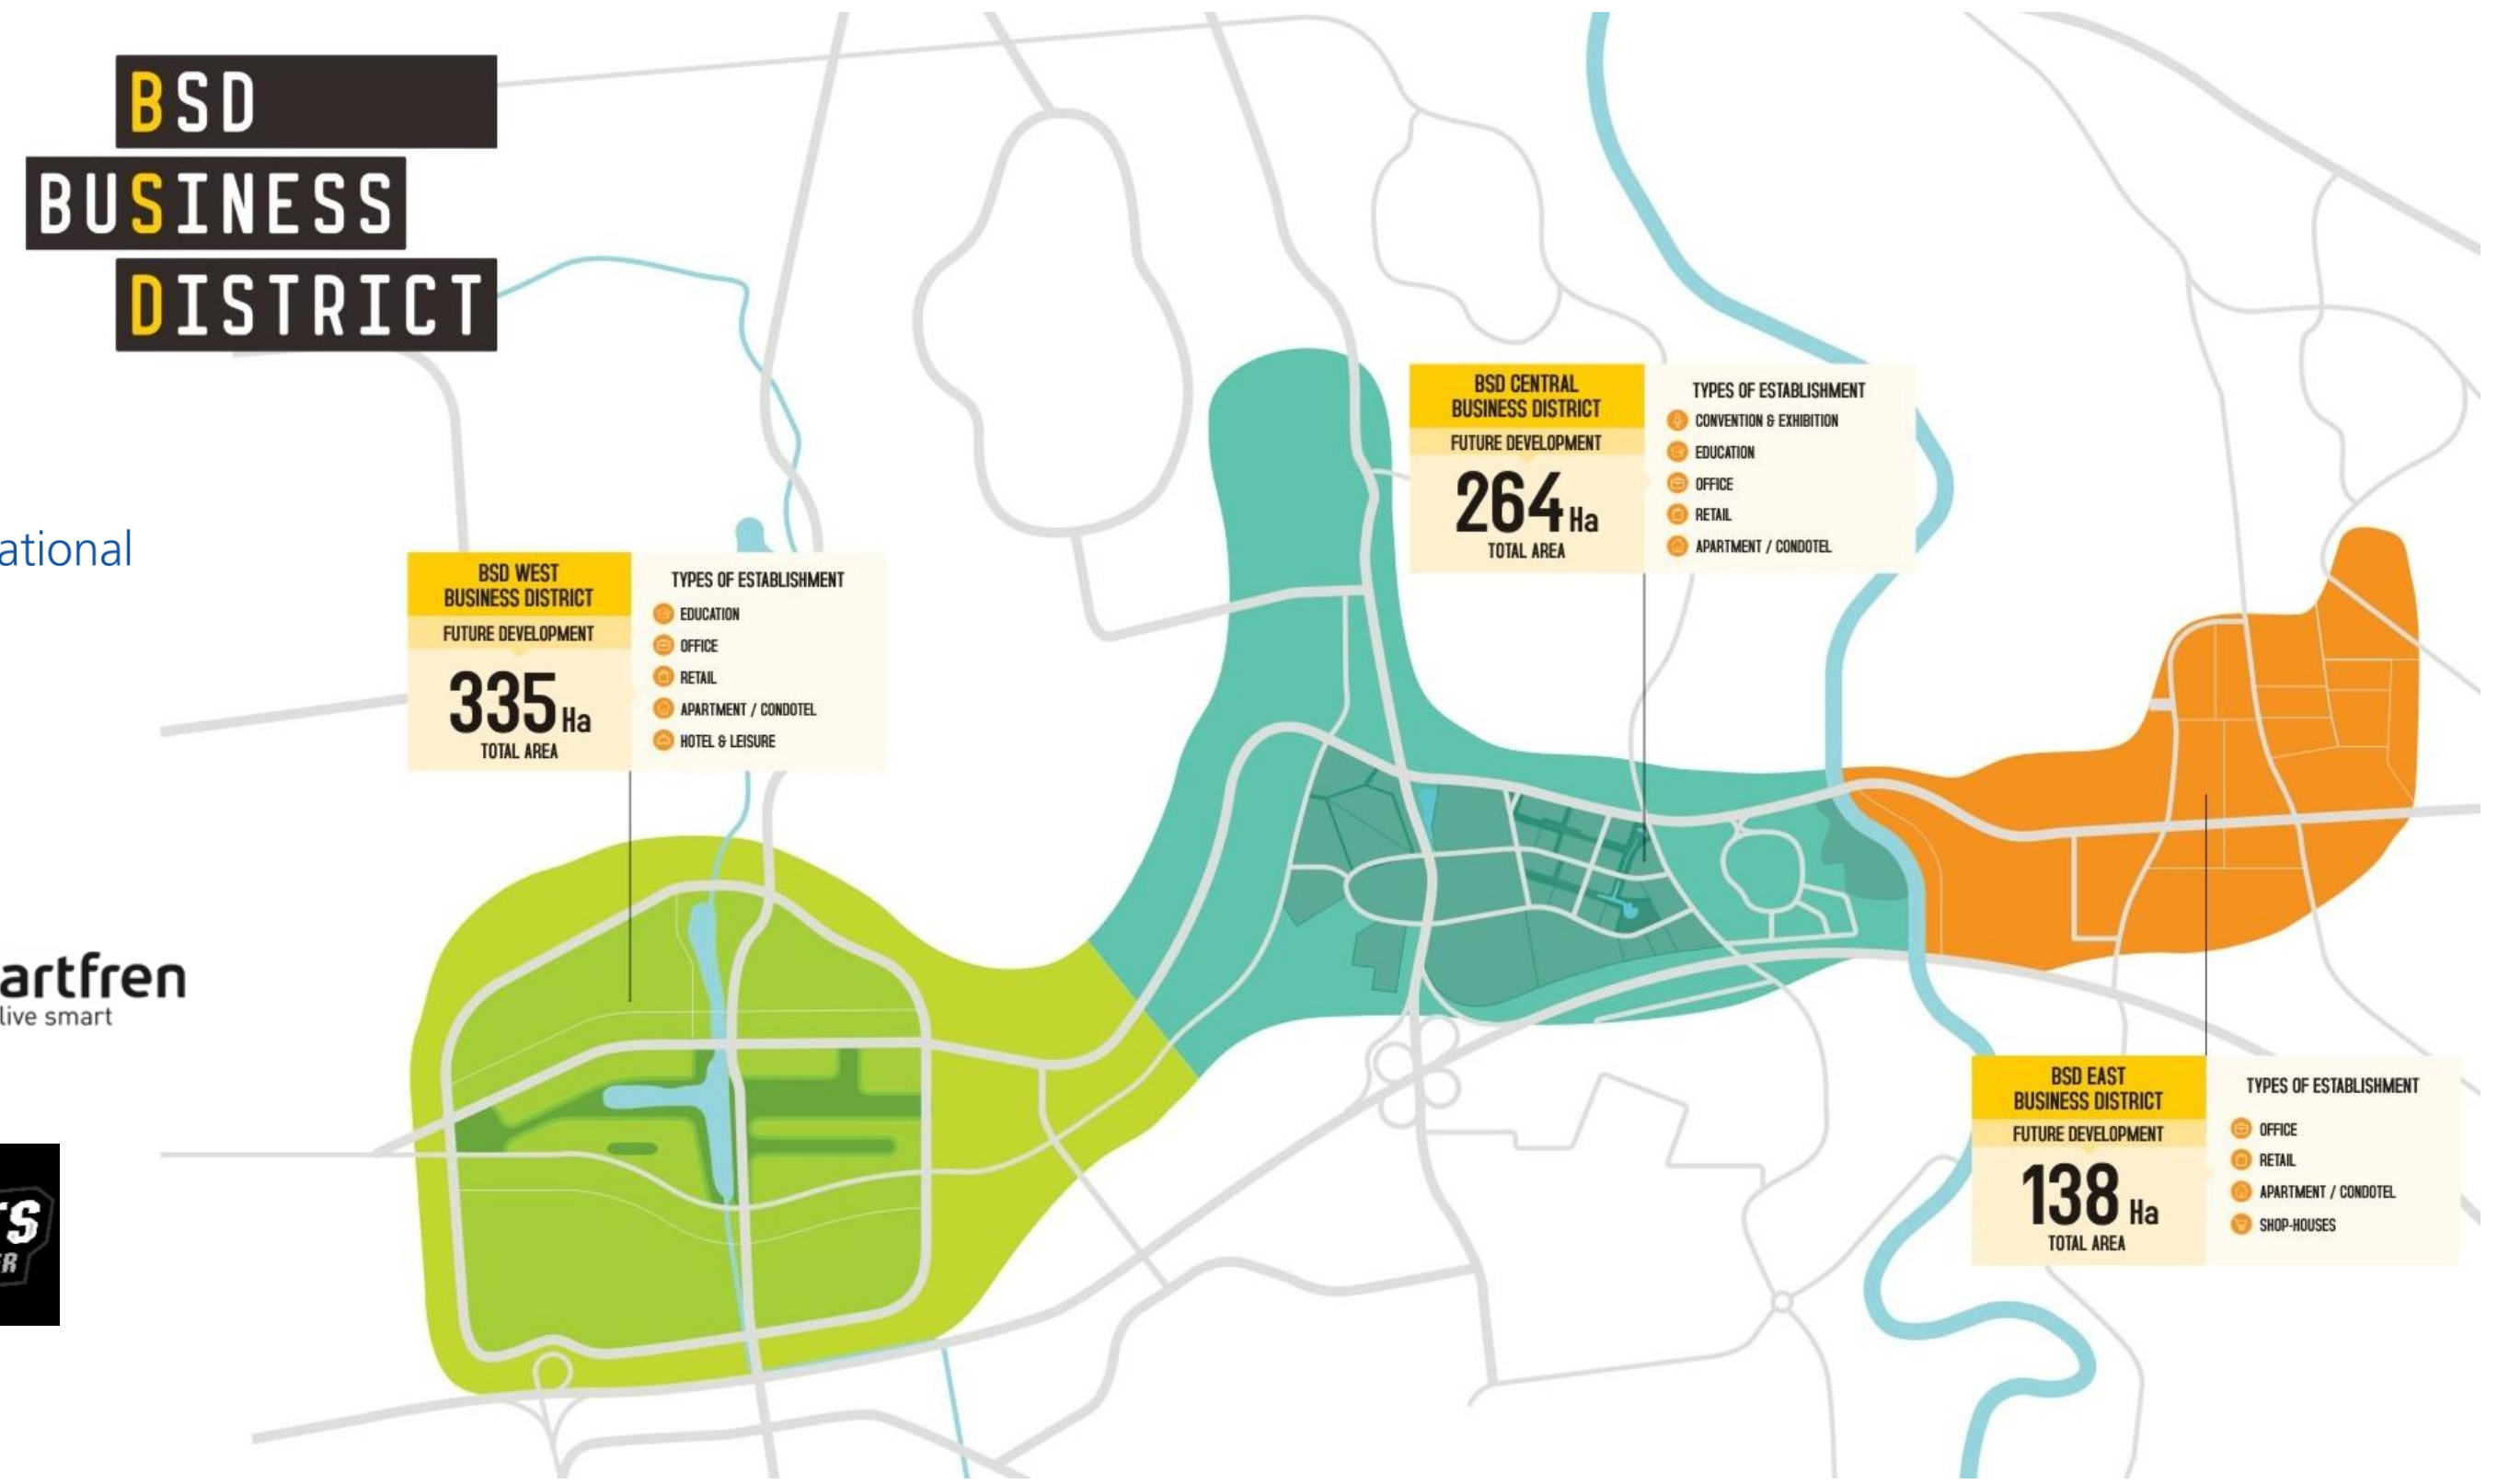 BSD
BUSINESS
DISTRICT
ational
artfren
live smart
BSD WEST
BUSINESS DISTRICT
FUTURE DEVELOPMENT
335 Ha
TOTAL AREA
TYPES OF ESTABLISHMENT
EDUCATION
OFFICE
RETAIL
APARTMENT / CONDOTEL
HOTEL & LEISURE
BSD CENTRAL
BUSINESS DISTRICT
FUTURE DEVELOPMENT
264 Ha
TOTAL AREA
TYPES OF ESTABLISHMENT
CONVENTION & EXHIBITION
EDUCATION
OFFICE
RETAIL
APARTMENT / CONDOTEL
BSD EAST
BUSINESS DISTRICT
FUTURE DEVELOPMENT
138 Ha
TOTAL AREA
TYPES OF ESTABLISHMENT
OFFICE
RETAIL
APARTMENT / CONDOTEL
SHOP-HOUSES